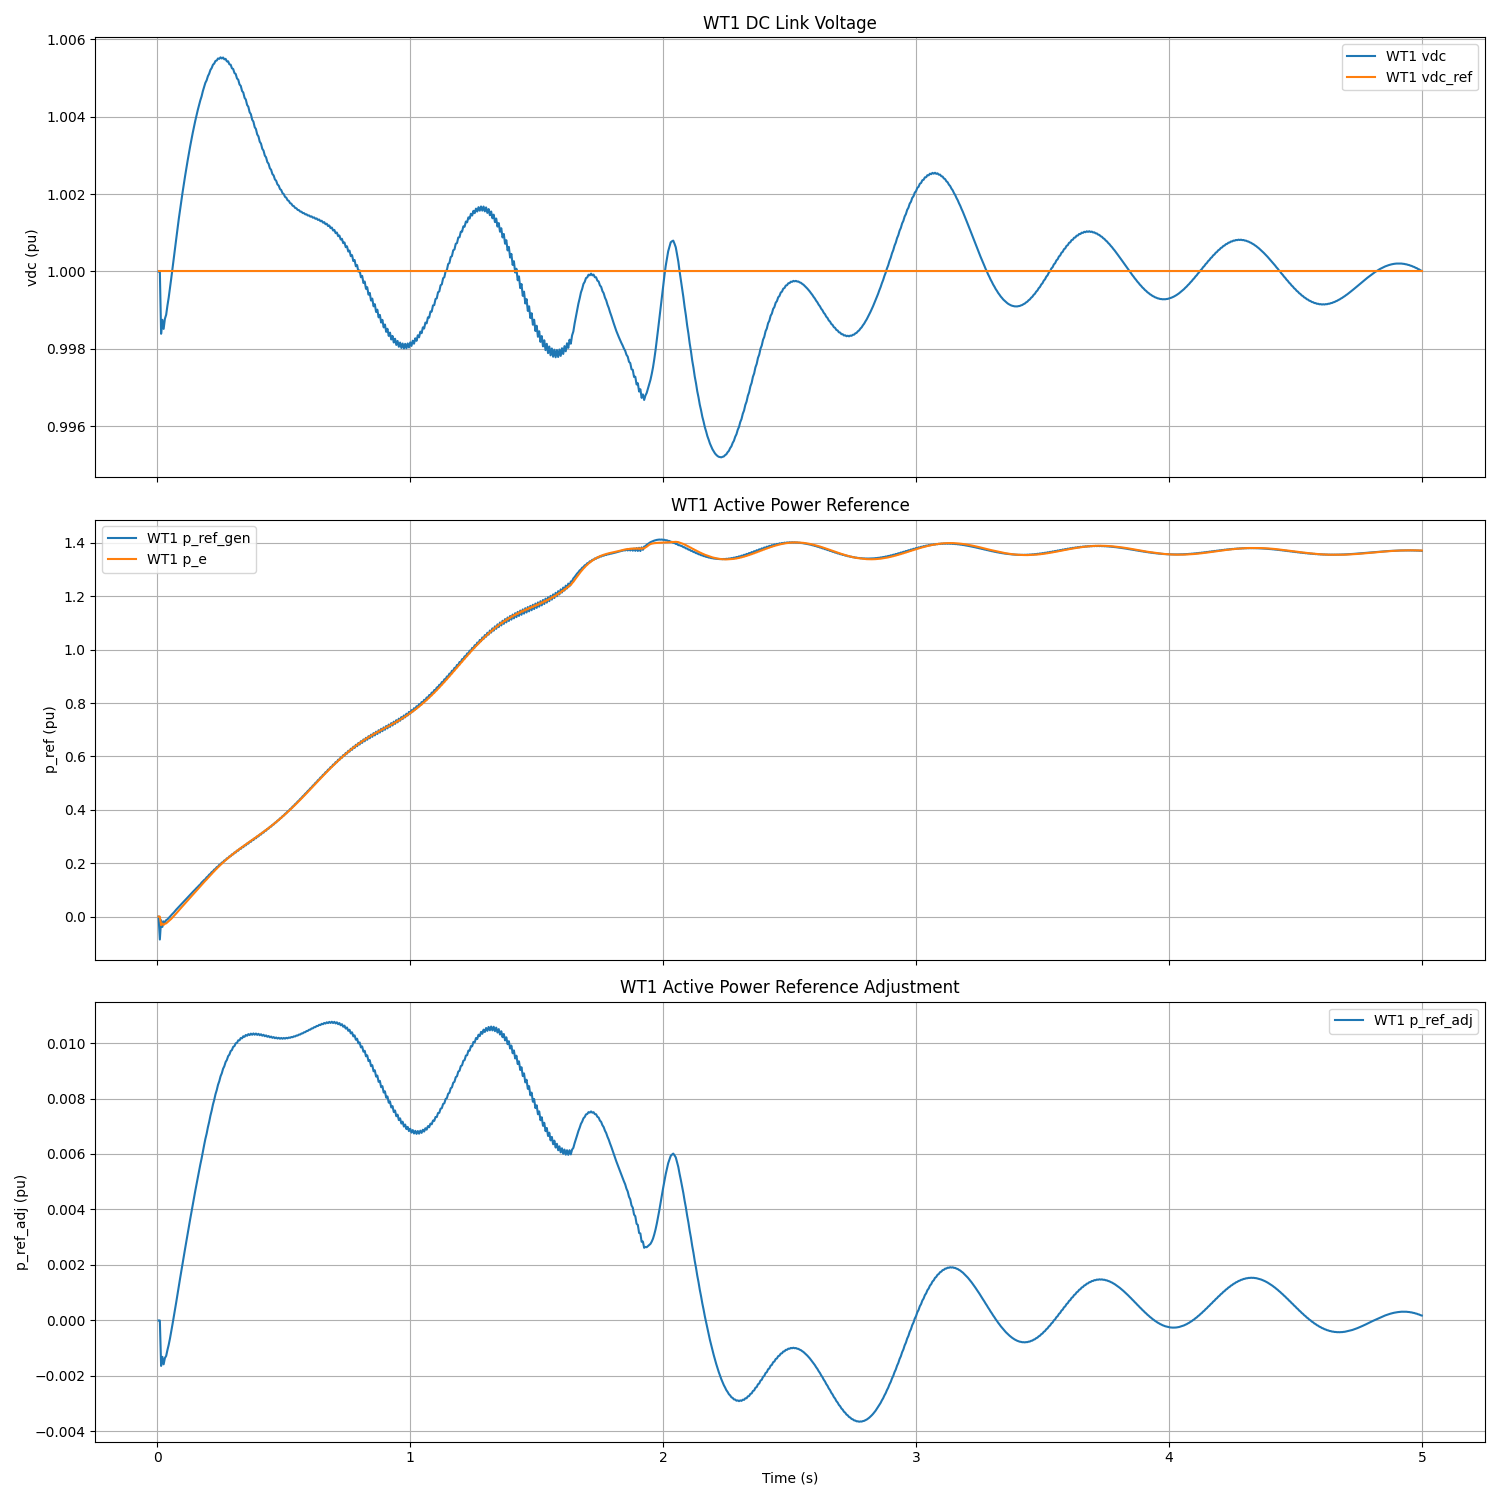 WT1 DC Link Voltage
1.006
1.004
1.002
1.000
0.998
0.996
vdc (pu)
WT1 vdc
WT1 vdc_ref
WT1 Active Power Reference
1.4
1.2
1.0
0.8
0.6
0.4
0.2
0.0
p_ref (pu)
WT1 p_ref_gen
WT1 p_e
WT1 Active Power Reference Adjustment
0.010
0.008
0.006
0.004
0.002
0.000
−0.002
−0.004
p_ref_adj (pu)
WT1 p_ref_adj
0 1 2 3 4 5
Time (s)